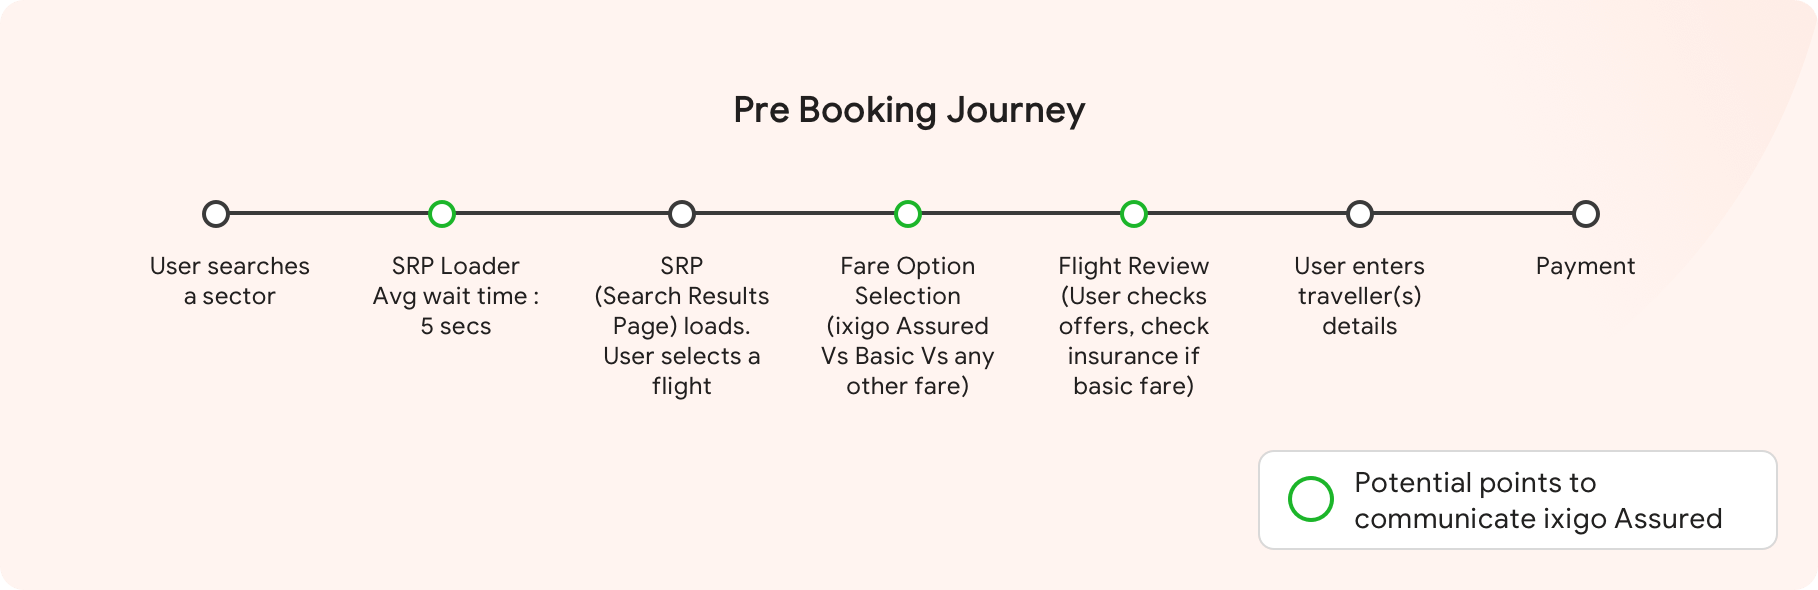 Pre Booking Journey
User searches
a sector
SRP Loader
Avg wait time :
5 secs
SRP
(Search Results
Page) loads.
User selects a
flight
Fare Option
Selection
(ixigo Assured
Vs Basic Vs any
other fare)
Flight Review
(User checks
offers, check
insurance if
basic fare)
User enters
traveller(s)
details
Payment
Potential points to
communicate ixigo Assured